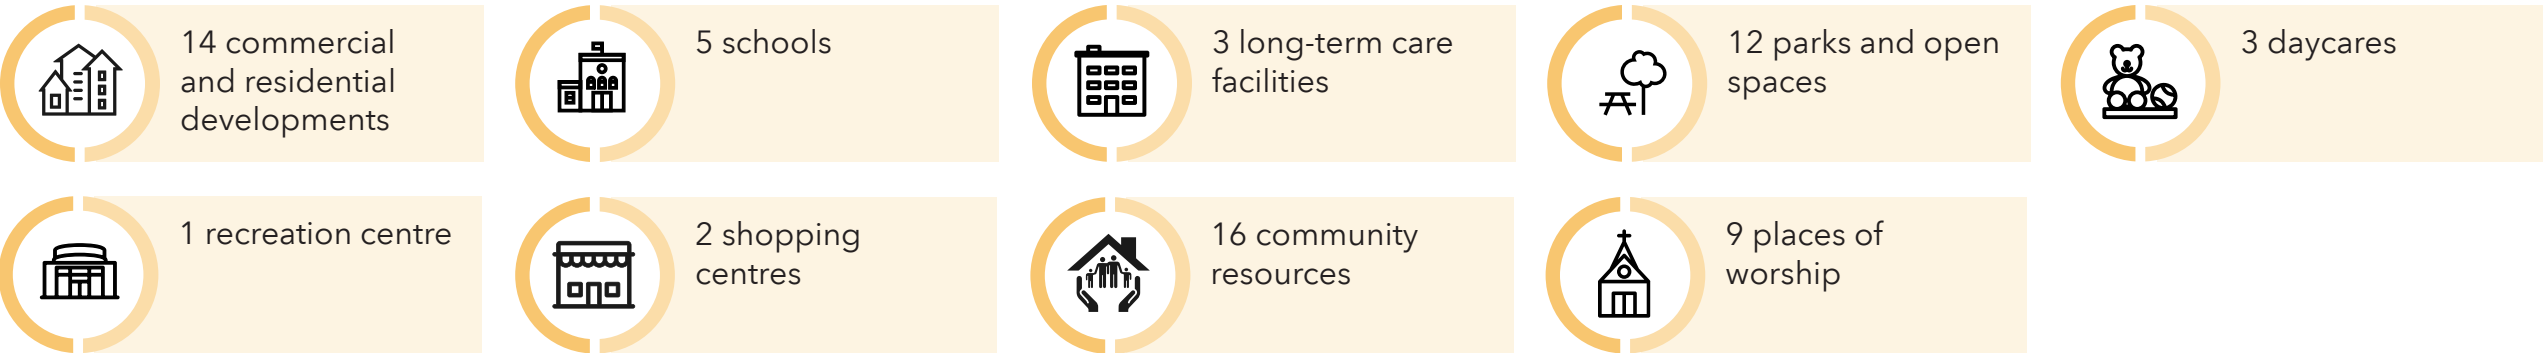 14 commercial
and residential
developments
5 schools
3 long-term care
facilities
12 parks and open
spaces
3 daycares
1 recreation centre
2 shopping
centres
16 community
resources
9 places of
worship